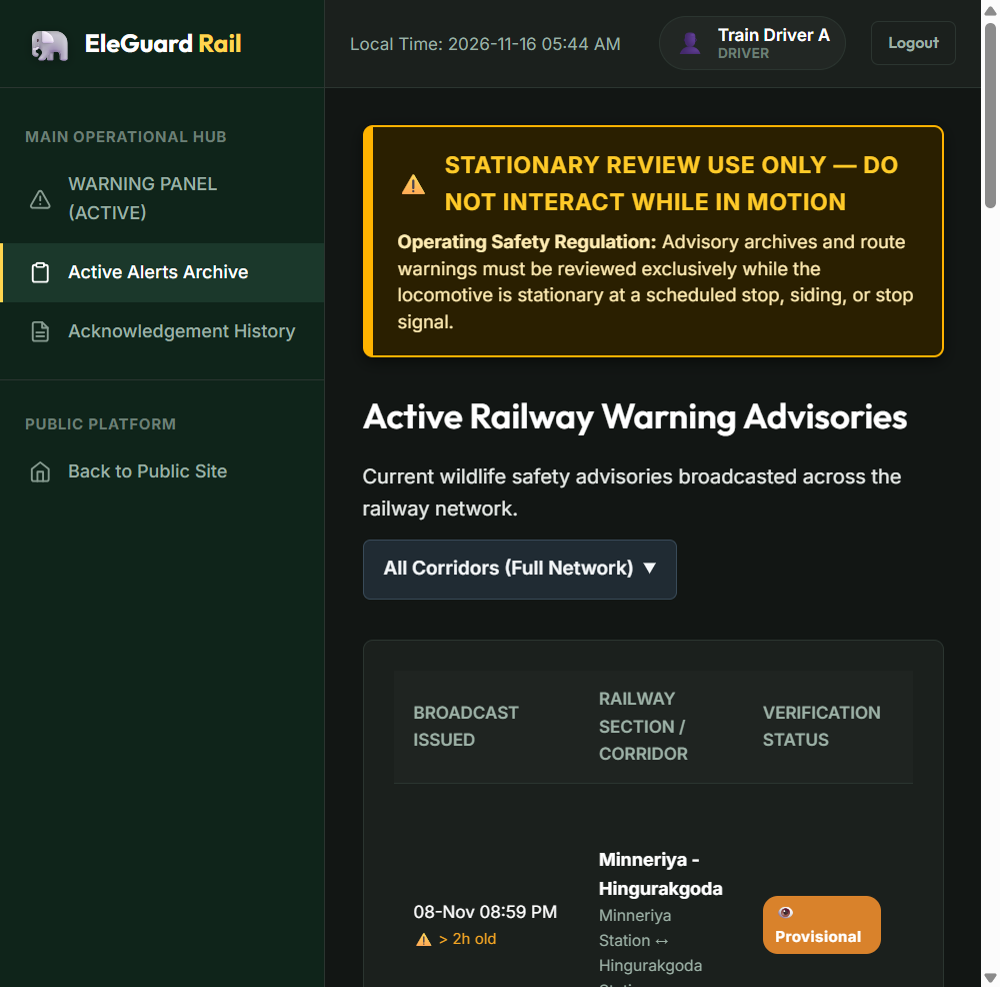 EleGuard Rail
Local Time: 2026-11-16 05:44 AM
Train Driver A
DRIVER
Logout
MAIN OPERATIONAL HUB
WARNING PANEL
(ACTIVE)
Active Alerts Archive
Acknowledgement History
PUBLIC PLATFORM
Back to Public Site
STATIONARY REVIEW USE ONLY — DO
NOT INTERACT WHILE IN MOTION
Operating Safety Regulation: Advisory archives and route
warnings must be reviewed exclusively while the
locomotive is stationary at a scheduled stop, siding, or stop
signal.
Active Railway Warning Advisories
Current wildlife safety advisories broadcasted across the
railway network.
All Corridors (Full Network) ▼
BROADCAST
ISSUED
RAILWAY
SECTION /
CORRIDOR
VERIFICATION
STATUS
08-Nov 08:59 PM
> 2h old
Minneriya -
Hingurakgoda
Minneriya
Station ↔
Hingurakgoda
Provisional